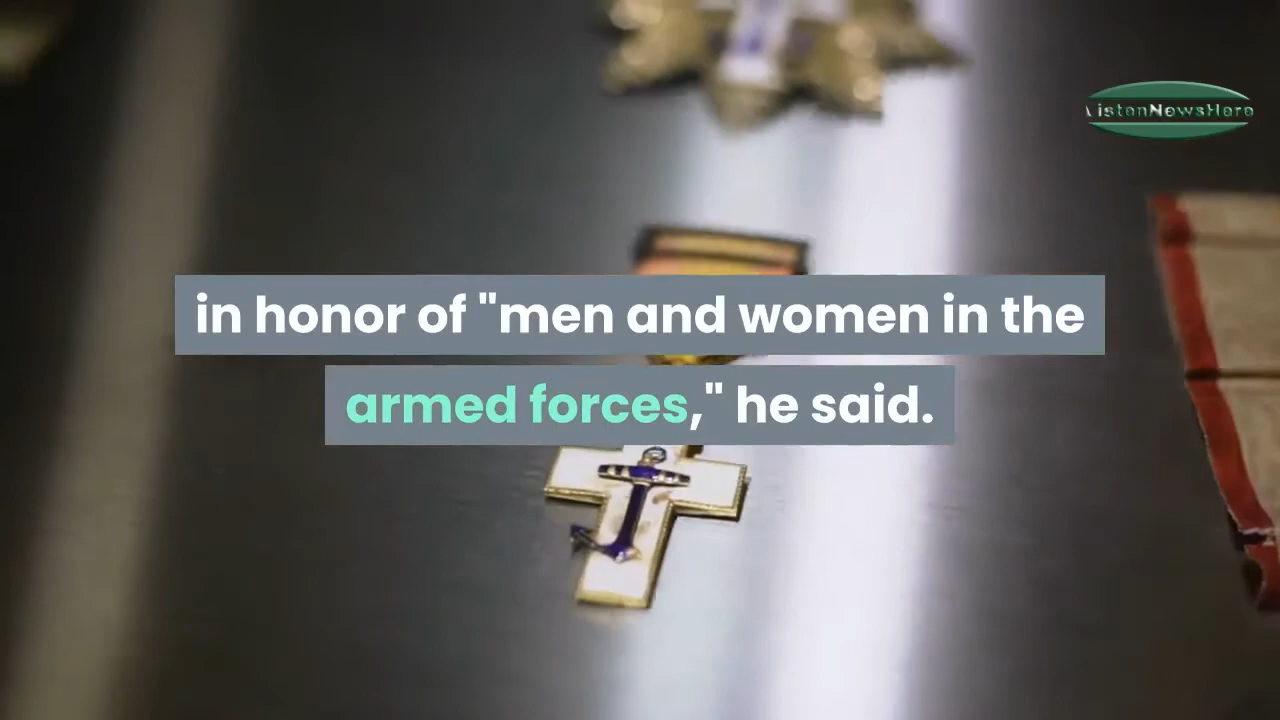 ListenNewsHere
in honor of "men and women in the
armed forces," he said.